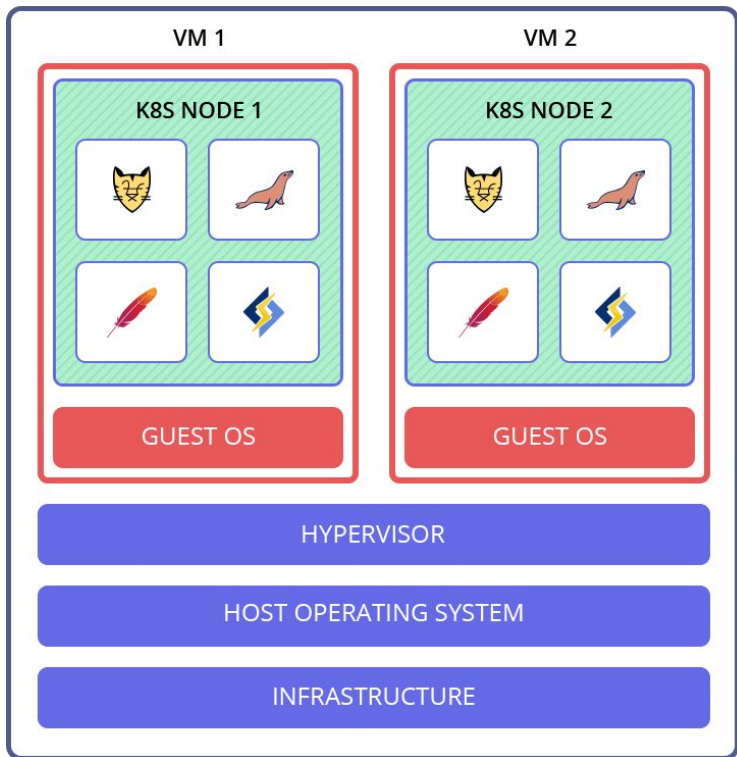 VM 1
VM 2
K8S NODE 1
K8S NODE 2
GUEST OS
GUEST OS
HYPERVISOR
HOST OPERATING SYSTEM
INFRASTRUCTURE